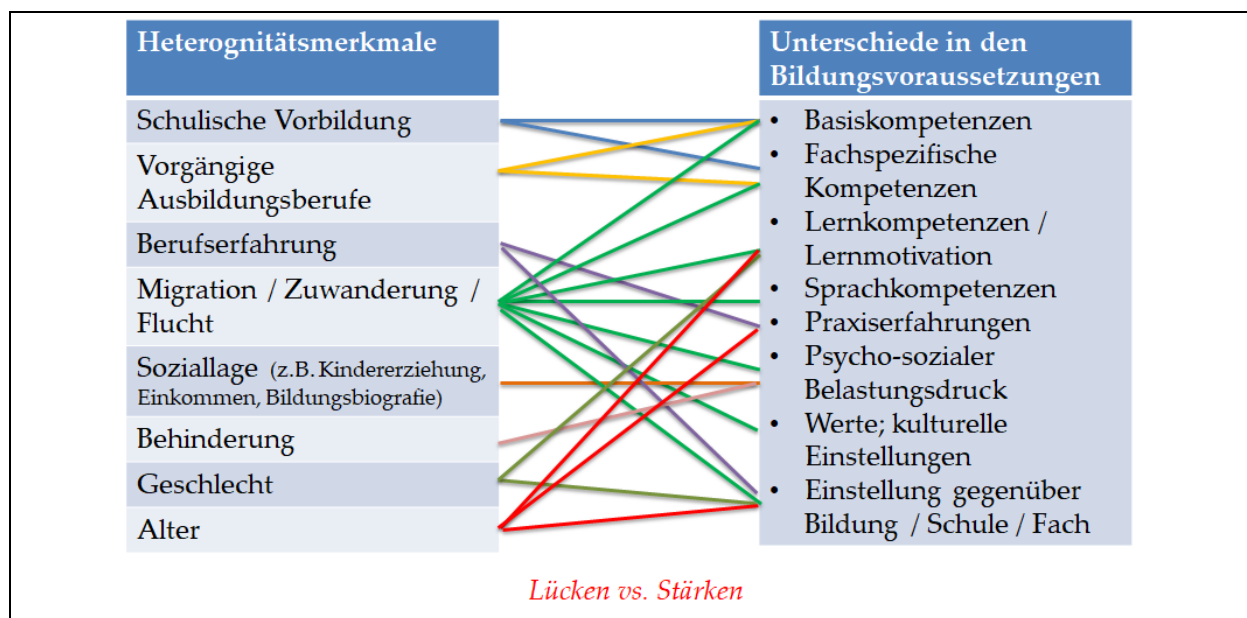 Heterognitätsmerkmale
Schulische Vorbildung
Vorgängige
Ausbildungsberufe
Berufserfahrung
Migration / Zuwanderung /
Flucht
Soziallage (z.B. Kindererziehung,
Einkommen, Bildungsbiografie)
Behinderung
Geschlecht
Alter
Unterschiede in den
Bildungsvoraussetzungen
• Basiskompetenzen
• Fachspezifische
Kompetenzen
• Lernkompetenzen /
Lernmotivation
• Sprachkompetenzen
• Praxiserfahrungen
• Psycho-sozialer
Belastungsdruck
• Werte; kulturelle
Einstellungen
• Einstellung gegenüber
Bildung / Schule / Fach
Lücken vs. Stärken